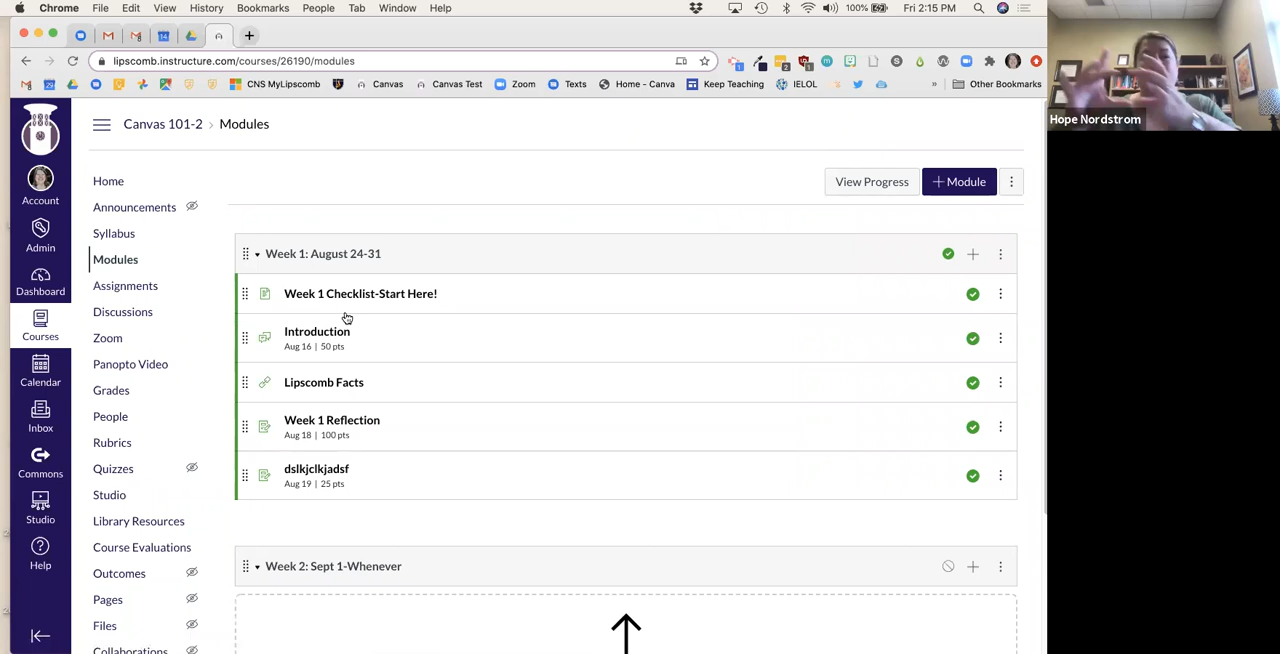 Chrome File Edit View History Bookmarks People Tab Window Help 100% Fri 2:15 PM
lipscomb.instructure.com/courses/26190/modules
CNS MyLipscomb Canvas Canvas Test Zoom Texts Home - Canva Keep Teaching IELOL » Other Bookmarks
Hope Nordstrom
Canvas 101-2 › Modules
Account
Admin
Dashboard
Courses
Calendar
Inbox
Commons
Studio
Help
Home
Announcements
Syllabus
Modules
Assignments
Discussions
Zoom
Panopto Video
Grades
People
Rubrics
Quizzes
Studio
Library Resources
Course Evaluations
Outcomes
Pages
Files
Collaborations
View Progress + Module
Week 1: August 24-31
Week 1 Checklist-Start Here!
Introduction
Aug 16 | 50 pts
Lipscomb Facts
Week 1 Reflection
Aug 18 | 100 pts
dslkjclkjadsf
Aug 19 | 25 pts
Week 2: Sept 1-Whenever